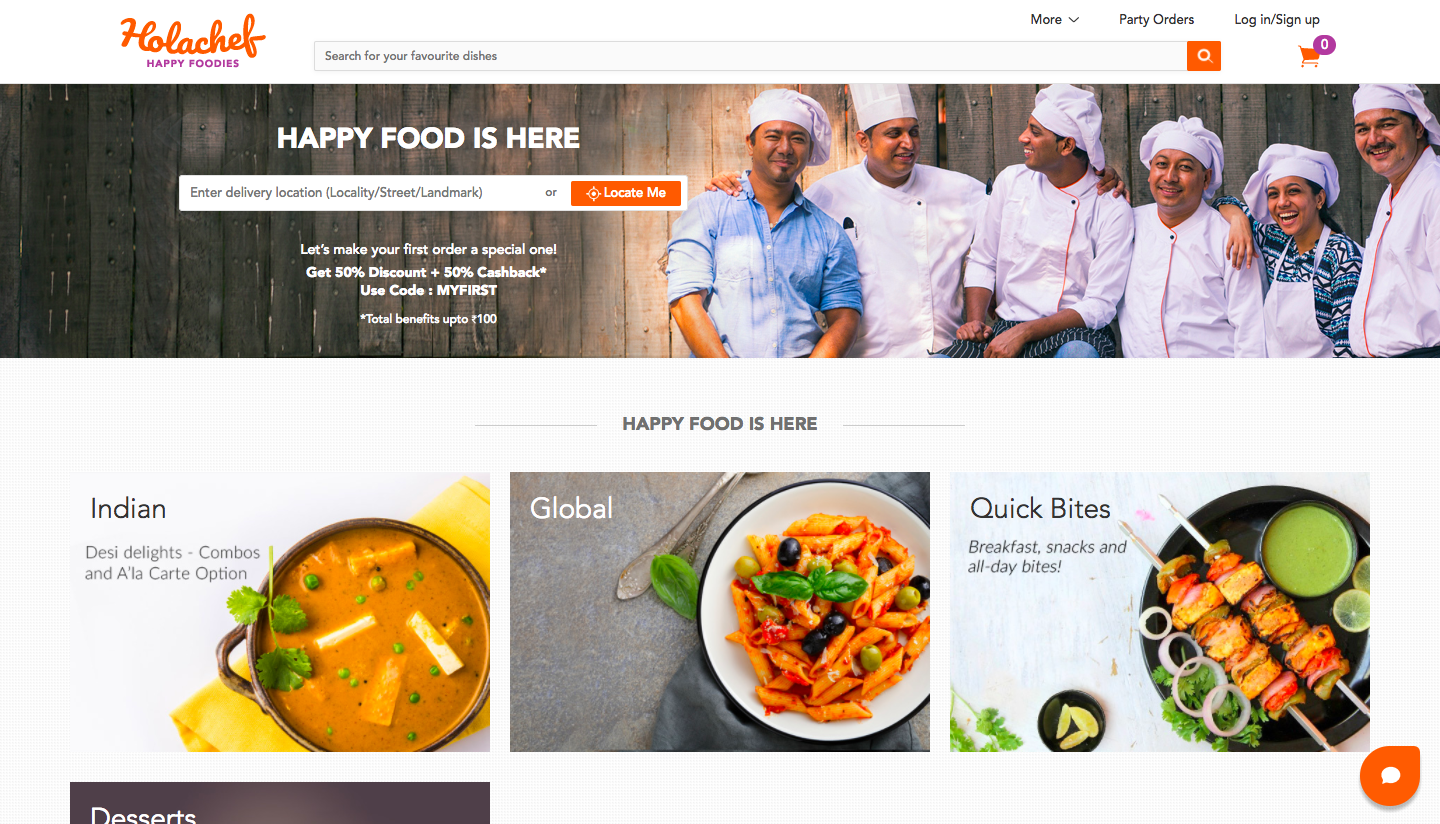 Holachef
HAPPY FOODIES
More
Party Orders
Log in/Sign up
Search for your favourite dishes
0
HAPPY FOOD IS HERE
Enter delivery location (Locality/Street/Landmark)
or
Locate Me
Let's make your first order a special one!
Get 50% Discount + 50% Cashback*
Use Code : MYFIRST
*Total benefits upto ₹100
HAPPY FOOD IS HERE
Indian
Desi delights - Combos
and A'la Carte Option
Global
Quick Bites
Breakfast, snacks and
all-day bites!
Desserts